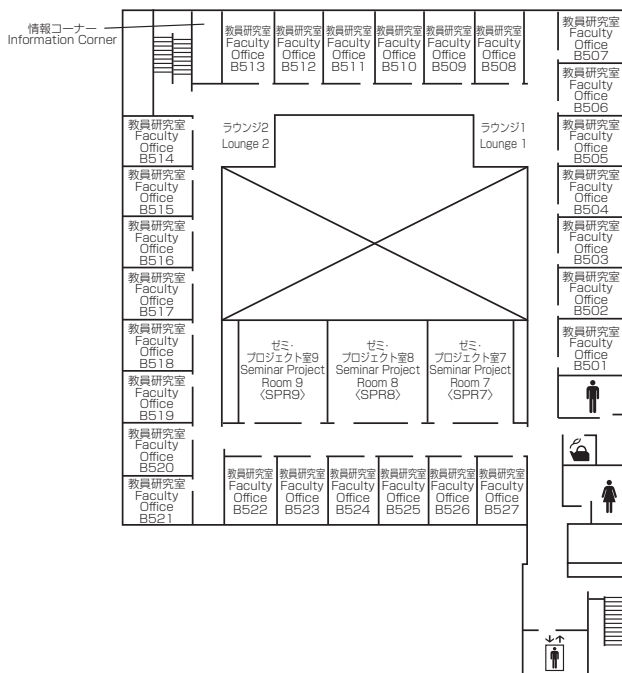 情報コーナー
Information Corner
教員研究室
Faculty
Office
B513
教員研究室
Faculty
Office
B512
教員研究室
Faculty
Office
B511
教員研究室
Faculty
Office
B510
教員研究室
Faculty
Office
B509
教員研究室
Faculty
Office
B508
教員研究室
Faculty
Office
B507
教員研究室
Faculty
Office
B506
教員研究室
Faculty
Office
B505
教員研究室
Faculty
Office
B504
教員研究室
Faculty
Office
B503
教員研究室
Faculty
Office
B502
教員研究室
Faculty
Office
B501
ラウンジ2
Lounge 2
ラウンジ1
Lounge 1
教員研究室
Faculty
Office
B514
教員研究室
Faculty
Office
B515
教員研究室
Faculty
Office
B516
教員研究室
Faculty
Office
B517
教員研究室
Faculty
Office
B518
教員研究室
Faculty
Office
B519
教員研究室
Faculty
Office
B520
教員研究室
Faculty
Office
B521
ゼミ・
プロジェクト室9
Seminar Project
Room 9
〈SPR9〉
ゼミ・
プロジェクト室8
Seminar Project
Room 8
〈SPR8〉
ゼミ・
プロジェクト室7
Seminar Project
Room 7
〈SPR7〉
教員研究室
Faculty
Office
B522
教員研究室
Faculty
Office
B523
教員研究室
Faculty
Office
B524
教員研究室
Faculty
Office
B525
教員研究室
Faculty
Office
B526
教員研究室
Faculty
Office
B527